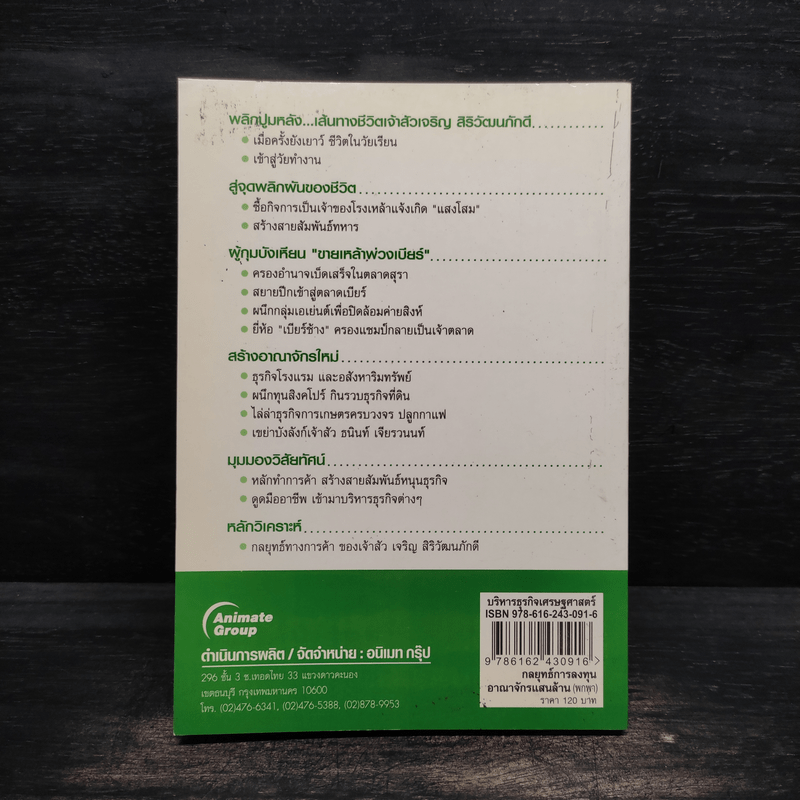 พลิกปูมหลัง...เส้นทางชีวิตเจ้าสัวเจริญ สิริวัฒนภักดี...........
● เมื่อครั้งยังเยาว์ ชีวิตในวัยเรียน
● เข้าสู่วัยทำงาน
สู่จุดพลิกผันของชีวิต...........
● ซื้อกิจการเป็นเจ้าของโรงเหล้าแจ้งเกิด "แสงโสม"
● สร้างสายสัมพันธ์ทหาร
ผู้กุมบังเหียน "ขายเหล้าพ่วงเบียร์"...........
● ครองอำนาจเบ็ดเสร็จในตลาดสุรา
● สยายปีกเข้าสู่ตลาดเบียร์
● ผนึกกลุ่มเอเย่นต์เพื่อปิดล้อมค่ายสิงห์
● ยี่ห้อ "เบียร์ช้าง" ครองแชมป์กลายเป็นเจ้าตลาด
สร้างอาณาจักรใหม่...........
● ธุรกิจโรงแรม และอสังหาริมทรัพย์
● ผนึกทุนสิงคโปร์ กินรวบธุรกิจที่ดิน
● ไล่ล่าธุรกิจการเกษตรครบวงจร ปลูกกาแฟ
● เขย่าบังลังก์เจ้าสัว ธนินท์ เจียรวนนท์
มุมมองวิสัยทัศน์...........
● หลักทำการค้า สร้างสายสัมพันธ์หนุนธุรกิจ
● ดูดมืออาชีพ เข้ามาบริหารธุรกิจต่างๆ
หลักวิเคราะห์...........
● กลยุทธ์ทางการค้า ของเจ้าสัว เจริญ สิริวัฒนภักดี
Animate
Group
ดำเนินการผลิต / จัดจำหน่าย : อนิเมท กรุ๊ป
296 ชั้น 3 ซ.เทอดไทย 33 แขวงดาวคะนอง
เขตธนบุรี กรุงเทพมหานคร 10600
โทร. (02)476-6341, (02)476-5388, (02)878-9953
บริหารธุรกิจเศรษฐศาสตร์
ISBN 978-616-243-091-6
9 786162 430916 >
กลยุทธ์การลงทุน
อาณาจักรแสนล้าน (พกพา)
ราคา 120 บาท